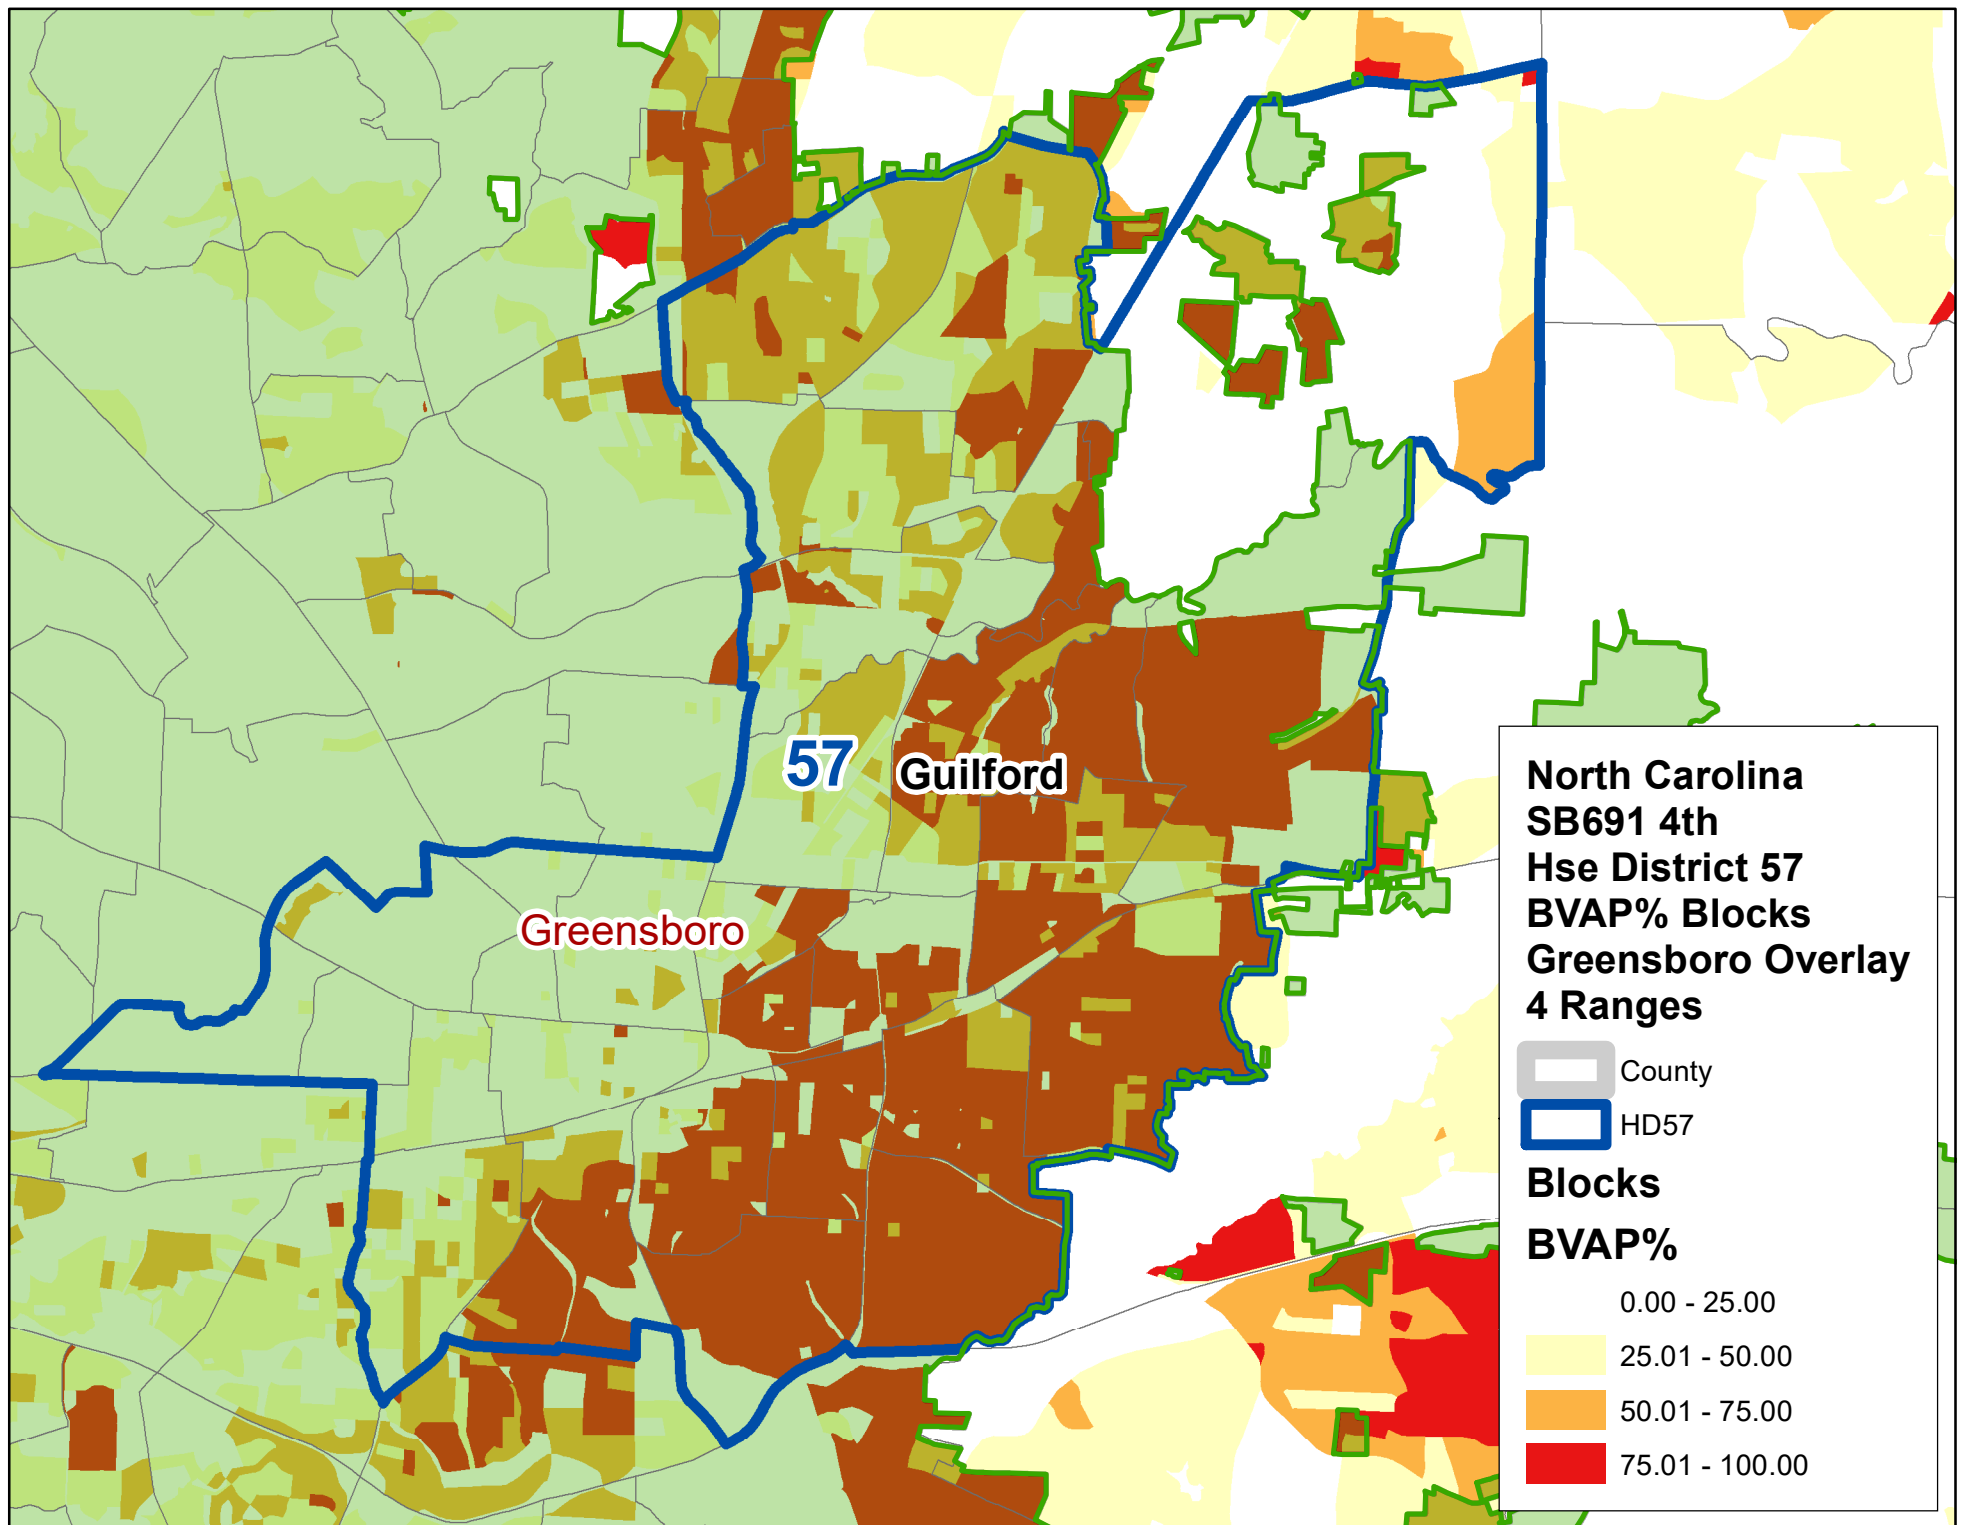 57
Guilford
Greensboro
North Carolina
SB691 4th
Hse District 57
BVAP% Blocks
Greensboro Overlay
4 Ranges
County
HD57
Blocks
BVAP%
0.00 - 25.00
25.01 - 50.00
50.01 - 75.00
75.01 - 100.00